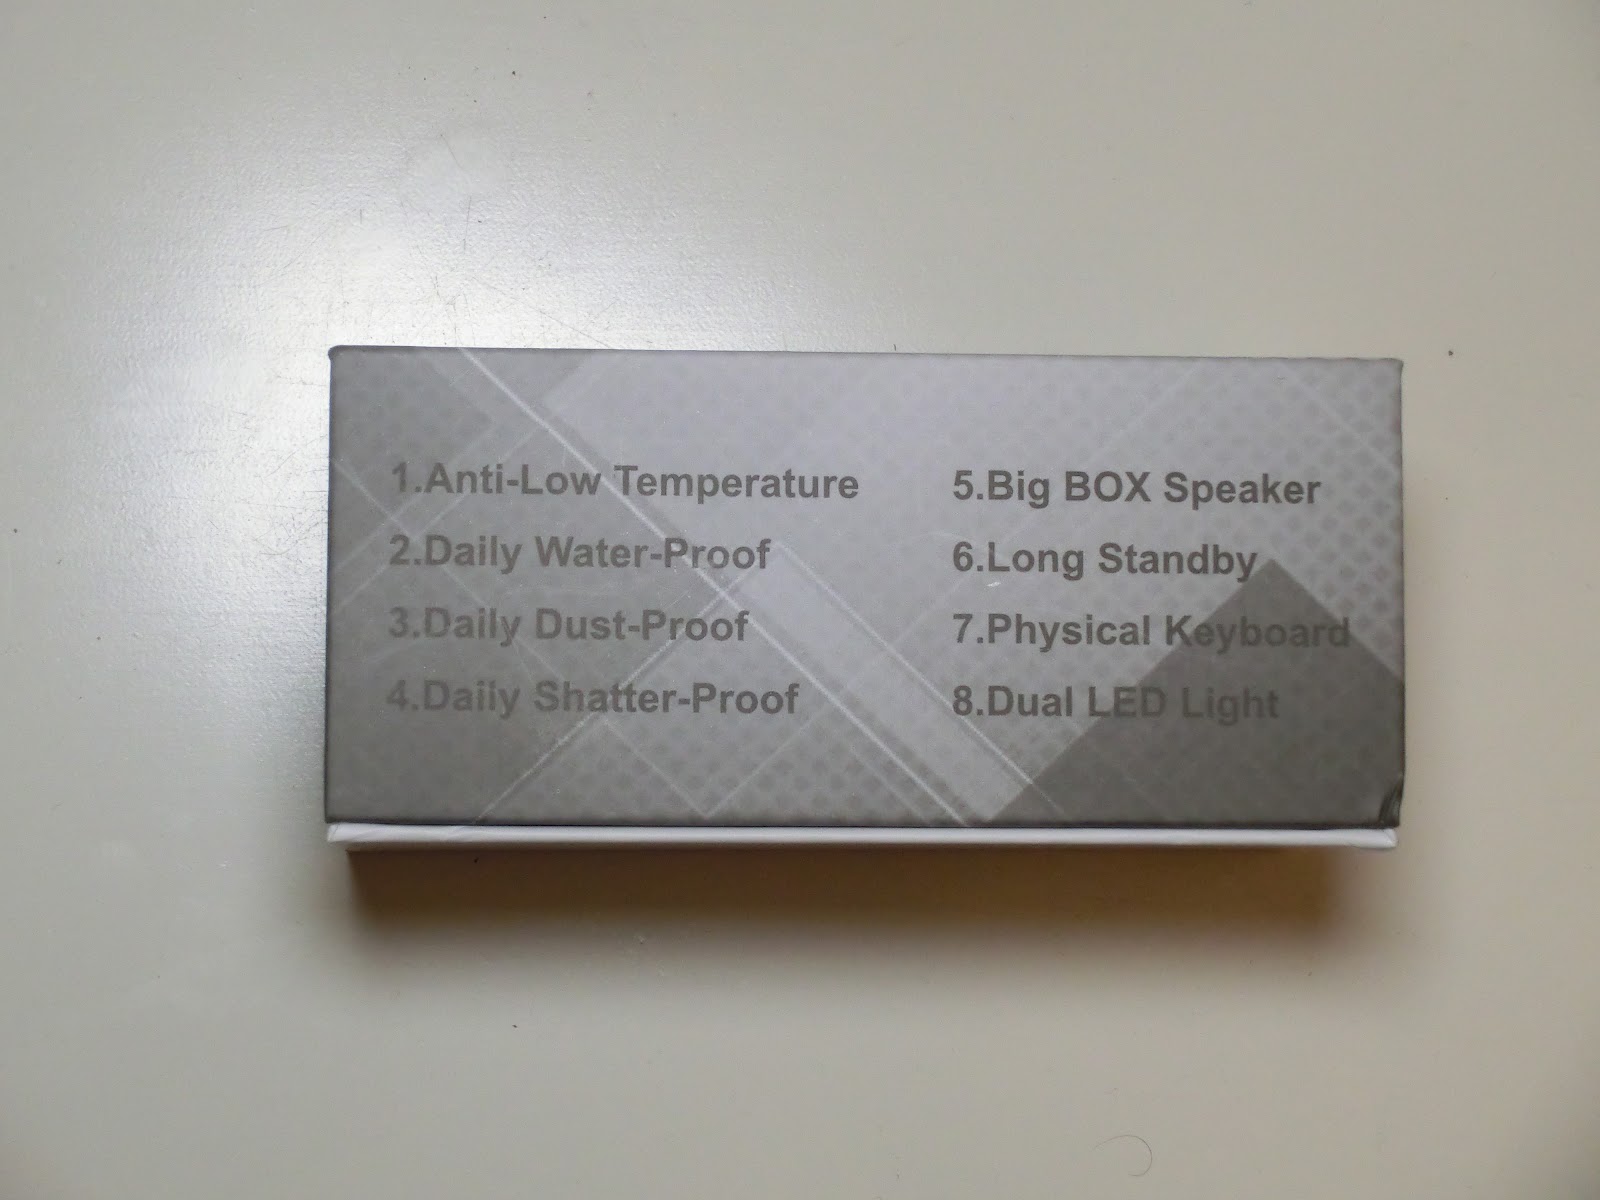 1.Anti-Low Temperature
2.Daily Water-Proof
3.Daily Dust-Proof
4.Daily Shatter-Proof
5.Big BOX Speaker
6.Long Standby
7.Physical Keyboard
8.Dual LED Light